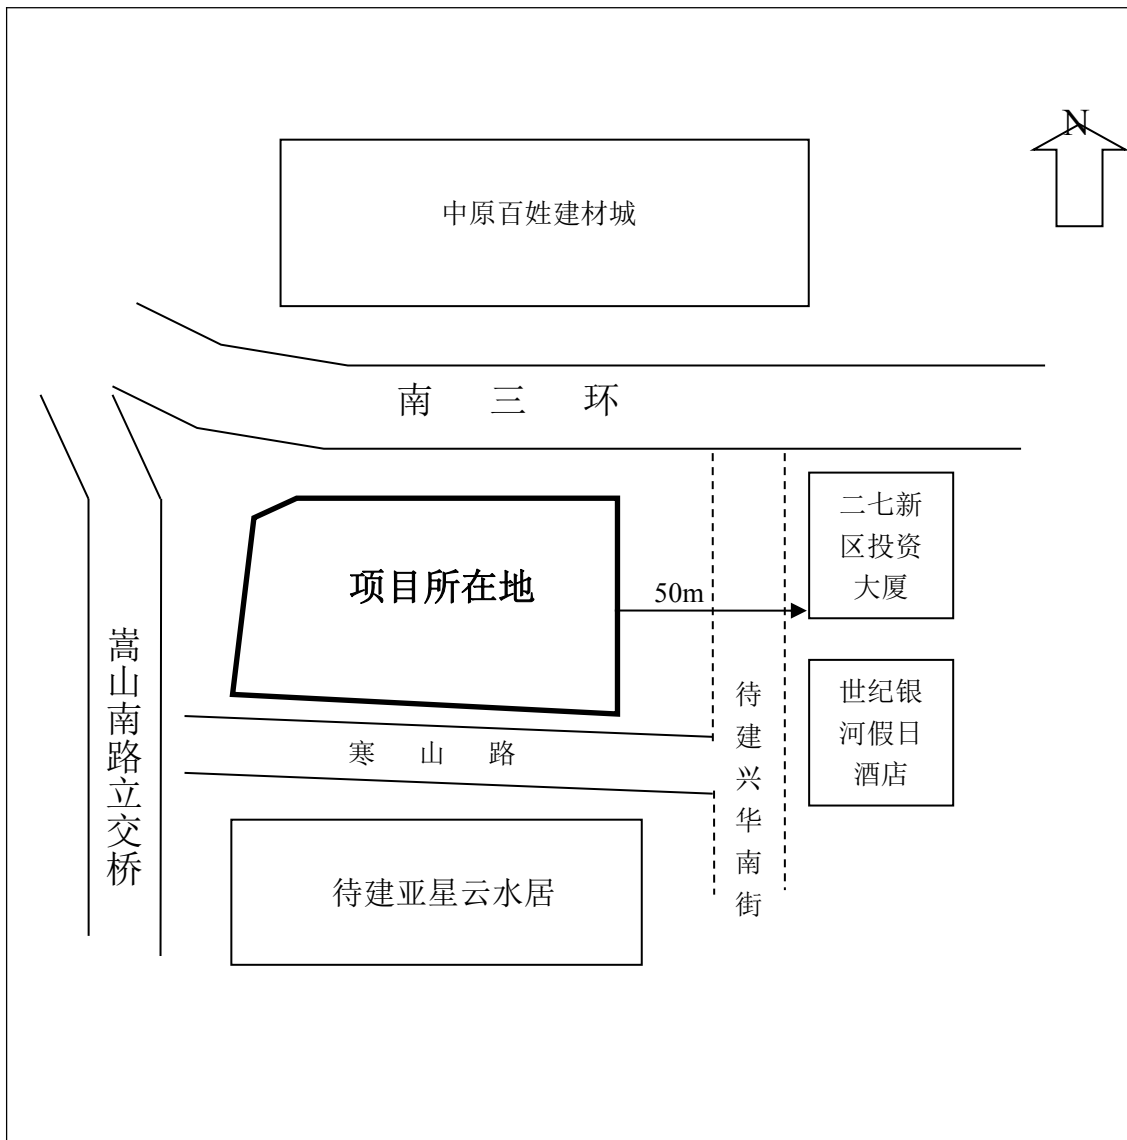 N
中原百姓建材城
南三环
二七新
区投资
大厦
项目所在地
50m
嵩山南路立交桥
世纪银
河假日
酒店
待建兴华南街
寒山路
待建亚星云水居